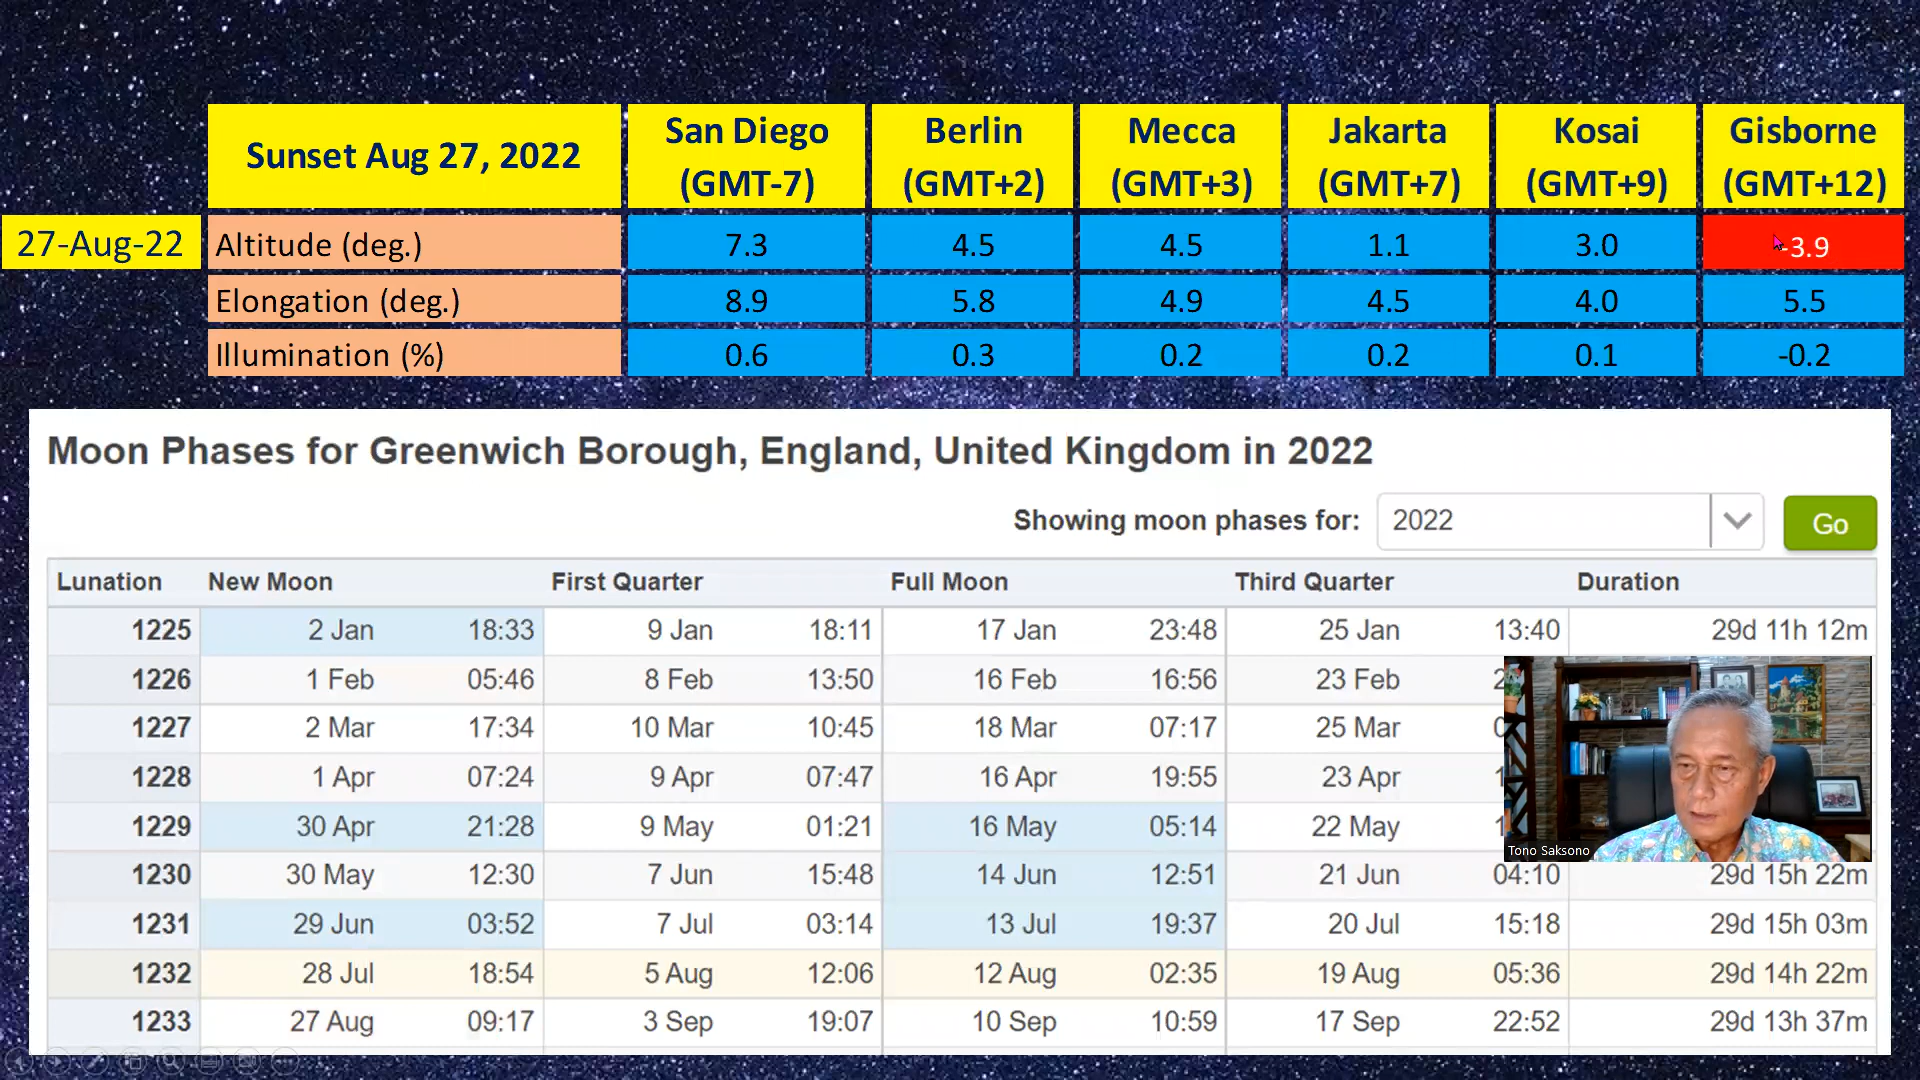 Sunset Aug 27, 2022
San Diego (GMT-7)
Berlin (GMT+2)
Mecca (GMT+3)
Jakarta (GMT+7)
Kosai (GMT+9)
Gisborne (GMT+12)
27-Aug-22 Altitude (deg.) 7.3 4.5 4.5 1.1 3.0 -3.9
Elongation (deg.) 8.9 5.8 4.9 4.5 4.0 5.5
Illumination (%) 0.6 0.3 0.2 0.2 0.1 -0.2
Moon Phases for Greenwich Borough, England, United Kingdom in 2022
Showing moon phases for: 2022 Go
Lunation New Moon First Quarter Full Moon Third Quarter Duration
1225 2 Jan 18:33 9 Jan 18:11 17 Jan 23:48 25 Jan 13:40 29d 11h 12m
1226 1 Feb 05:46 8 Feb 13:50 16 Feb 16:56 23 Feb
1227 2 Mar 17:34 10 Mar 10:45 18 Mar 07:17 25 Mar
1228 1 Apr 07:24 9 Apr 07:47 16 Apr 19:55 23 Apr
1229 30 Apr 21:28 9 May 01:21 16 May 05:14 22 May
Tono Saksono
1230 30 May 12:30 7 Jun 15:48 14 Jun 12:51 21 Jun 04:10 29d 15h 22m
1231 29 Jun 03:52 7 Jul 03:14 13 Jul 19:37 20 Jul 15:18 29d 15h 03m
1232 28 Jul 18:54 5 Aug 12:06 12 Aug 02:35 19 Aug 05:36 29d 14h 22m
1233 27 Aug 09:17 3 Sep 19:07 10 Sep 10:59 17 Sep 22:52 29d 13h 37m